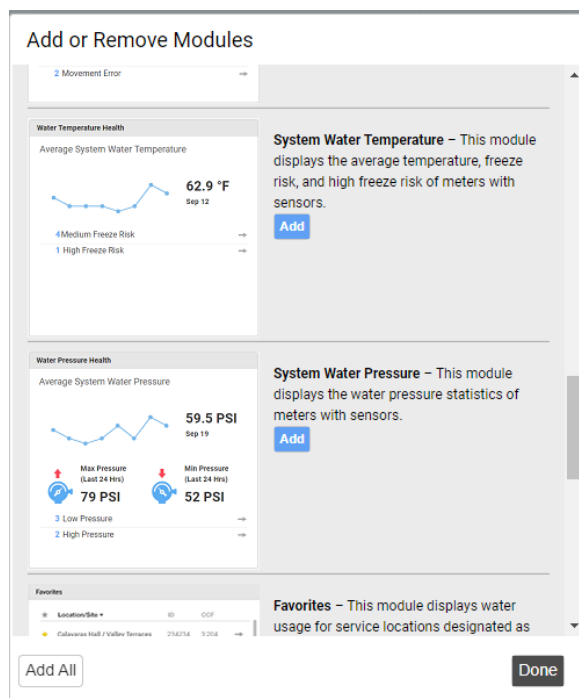 Add or Remove Modules
2 Movement Error
Water Temperature Health
Average System Water Temperature
62.9 °F
Sep 12
4 Medium Freeze Risk
1 High Freeze Risk
System Water Temperature – This module
displays the average temperature, freeze
risk, and high freeze risk of meters with
sensors.
Add
Water Pressure Health
Average System Water Pressure
59.5 PSI
Sep 19
Max Pressure
(Last 24 Hrs)
79 PSI
Min Pressure
(Last 24 Hrs)
52 PSI
3 Low Pressure
2 High Pressure
System Water Pressure – This module
displays the water pressure statistics of
meters with sensors.
Add
Favorites
Location/Site ID CCF
Calavaras Hall / Valley Terraces 234234 3,204
Favorites – This module displays water
usage for service locations designated as
Add All
Done